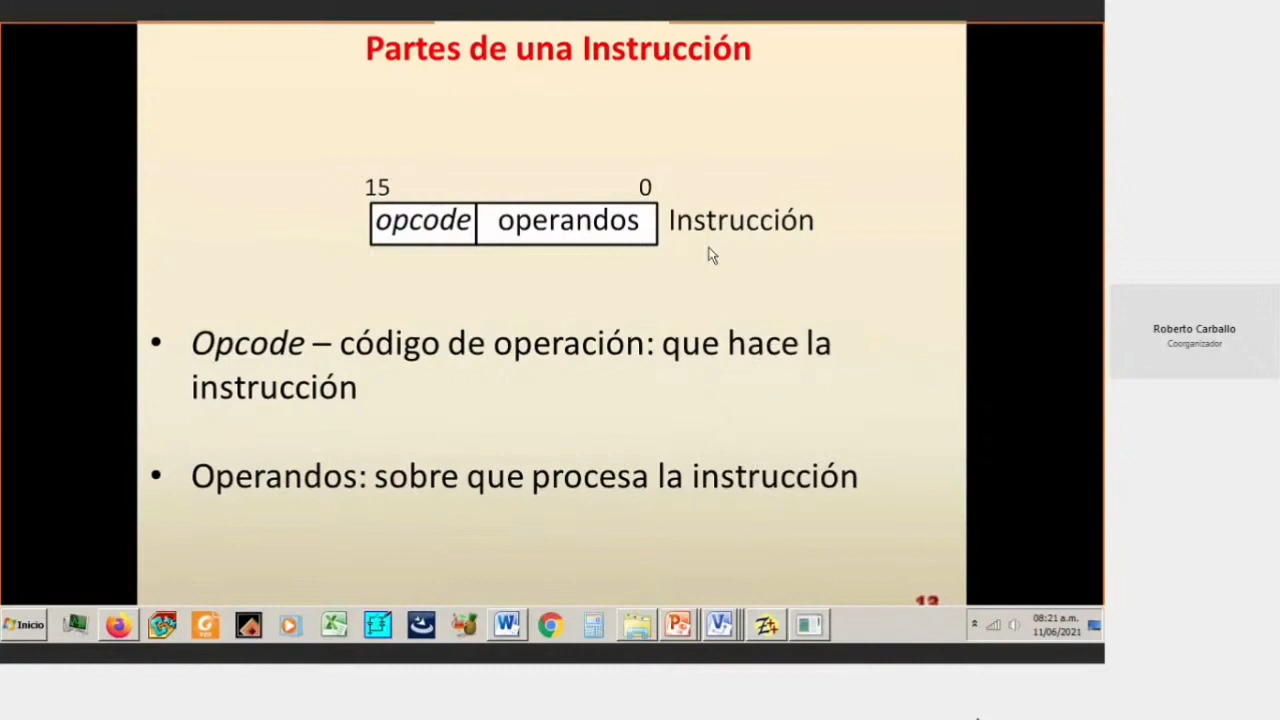 Partes de una Instrucción
15 0
opcode operandos Instrucción
• Opcode – código de operación: que hace la
instrucción
• Operandos: sobre que procesa la instrucción
Roberto Carballo
Coorganizador
Inicio
08:21 a.m.
11/06/2021